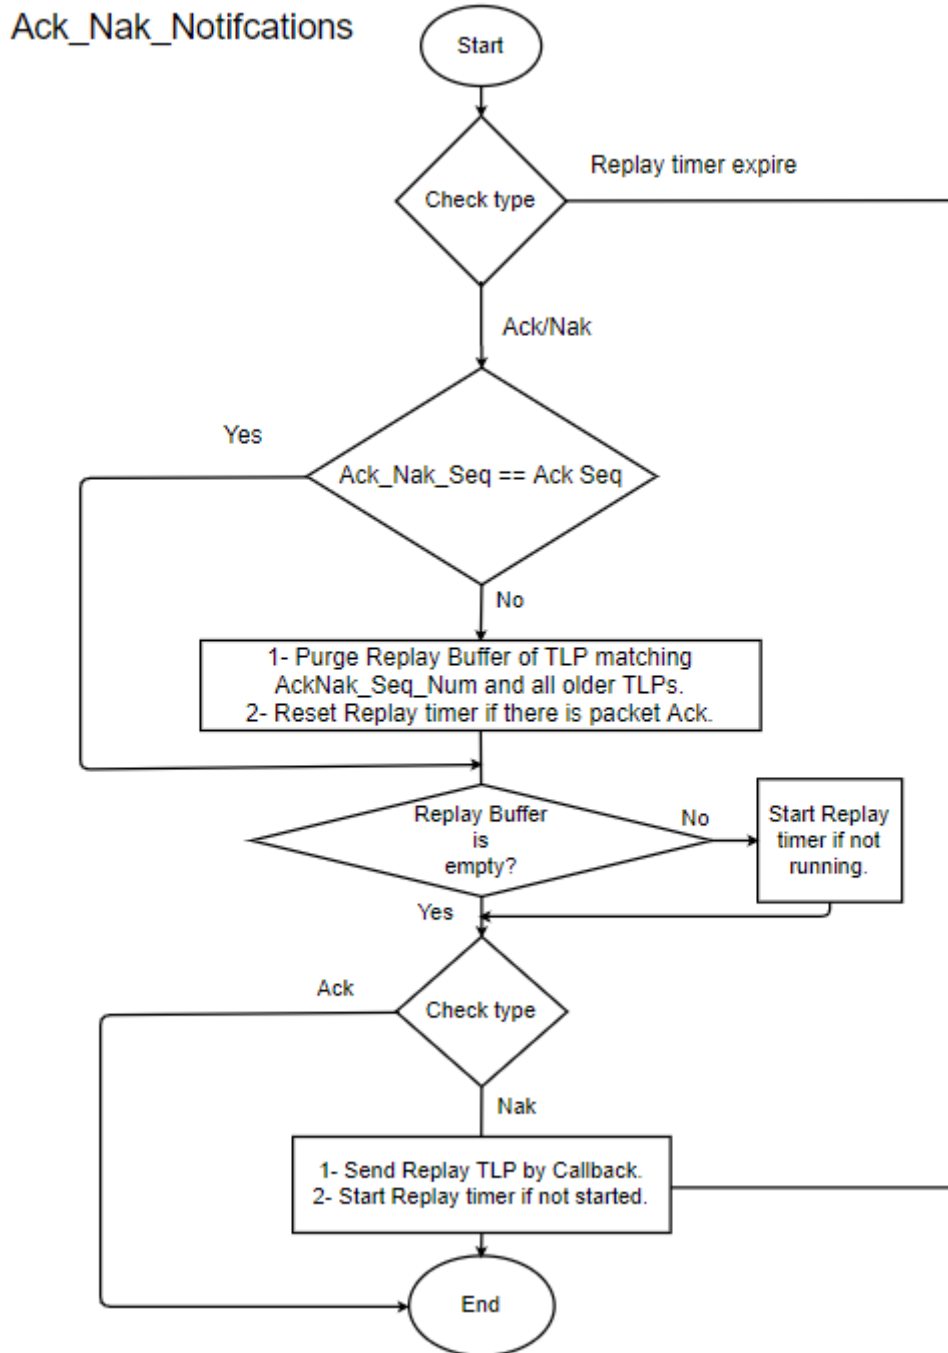 Ack_Nak_Notifcations
Start
Check type
Replay timer expire
Ack/Nak
Yes
Ack_Nak_Seq == Ack Seq
No
1- Purge Replay Buffer of TLP matching
AckNak_Seq_Num and all older TLPs.
2- Reset Replay timer if there is packet Ack.
Replay Buffer
is
empty?
No
Start Replay
timer if not
running.
Yes
Ack
Check type
Nak
1- Send Replay TLP by Callback.
2- Start Replay timer if not started.
End